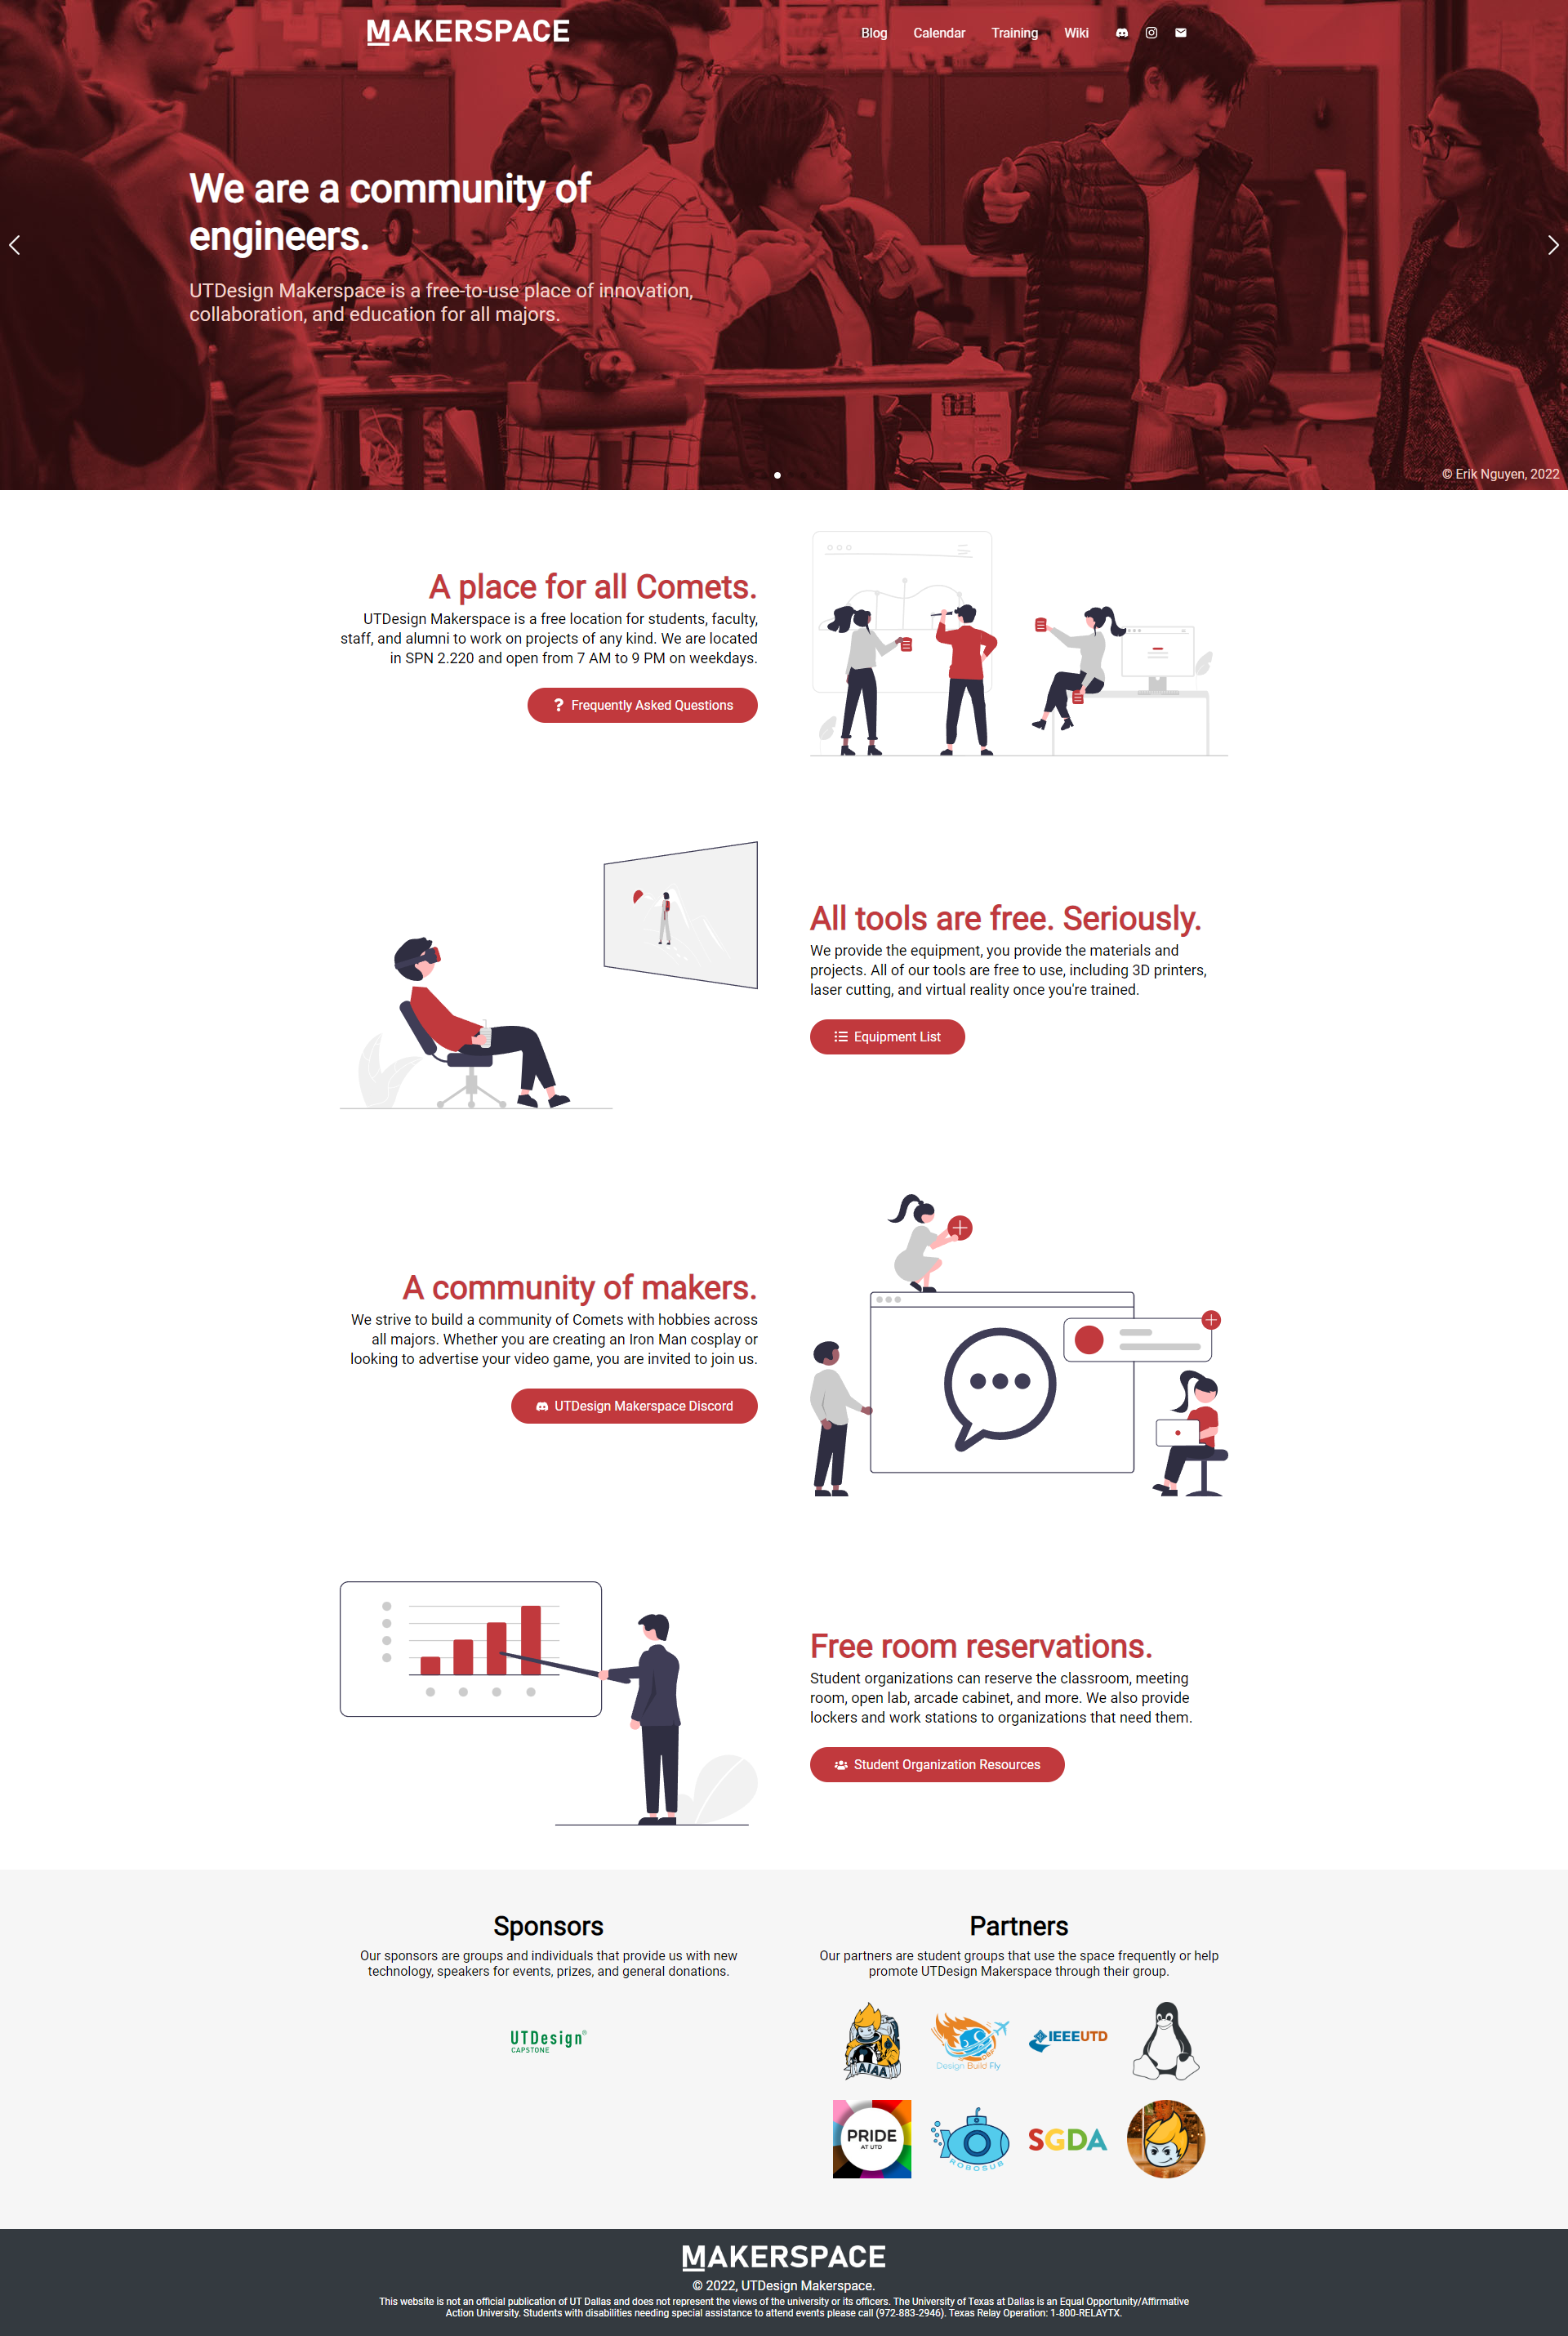 MAKERSPACE
Blog Calendar Training Wiki
We are a community of
engineers.
UTDesign Makerspace is a free-to-use place of innovation,
collaboration, and education for all majors.
© Erik Nguyen, 2022
A place for all Comets.
UTDesign Makerspace is a free location for students, faculty,
staff, and alumni to work on projects of any kind. We are located
in SPN 2.220 and open from 7 AM to 9 PM on weekdays.
? Frequently Asked Questions
All tools are free. Seriously.
We provide the equipment, you provide the materials and
projects. All of our tools are free to use, including 3D printers,
laser cutting, and virtual reality once you're trained.
Equipment List
A community of makers.
We strive to build a community of Comets with hobbies across
all majors. Whether you are creating an Iron Man cosplay or
looking to advertise your video game, you are invited to join us.
UTDesign Makerspace Discord
Free room reservations.
Student organizations can reserve the classroom, meeting
room, open lab, arcade cabinet, and more. We also provide
lockers and work stations to organizations that need them.
Student Organization Resources
Sponsors
Our sponsors are groups and individuals that provide us with new
technology, speakers for events, prizes, and general donations.
UTDesign®
CAPSTONE
Partners
Our partners are student groups that use the space frequently or help
promote UTDesign Makerspace through their group.
AIAA
Design Build Fly
IEEEUTD
PRIDE
AT UTD
ROBOSUB
SGDA
MAKERSPACE
© 2022, UTDesign Makerspace.
This website is not an official publication of UT Dallas and does not represent the views of the university or its officers. The University of Texas at Dallas is an Equal Opportunity/Affirmative
Action University. Students with disabilities needing special assistance to attend events please call (972-883-2946). Texas Relay Operation: 1-800-RELAYTX.